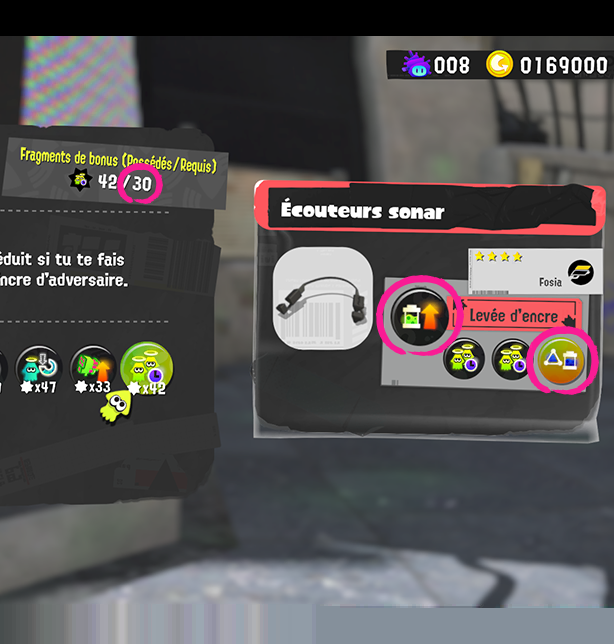 008 0169000
Fragments de bonus (Possédés/Requis)
42/30
éduit si tu te fais
ncre d'adversaire.
x47 x33 x42
Écouteurs sonar
Fosia
Levée d'encre